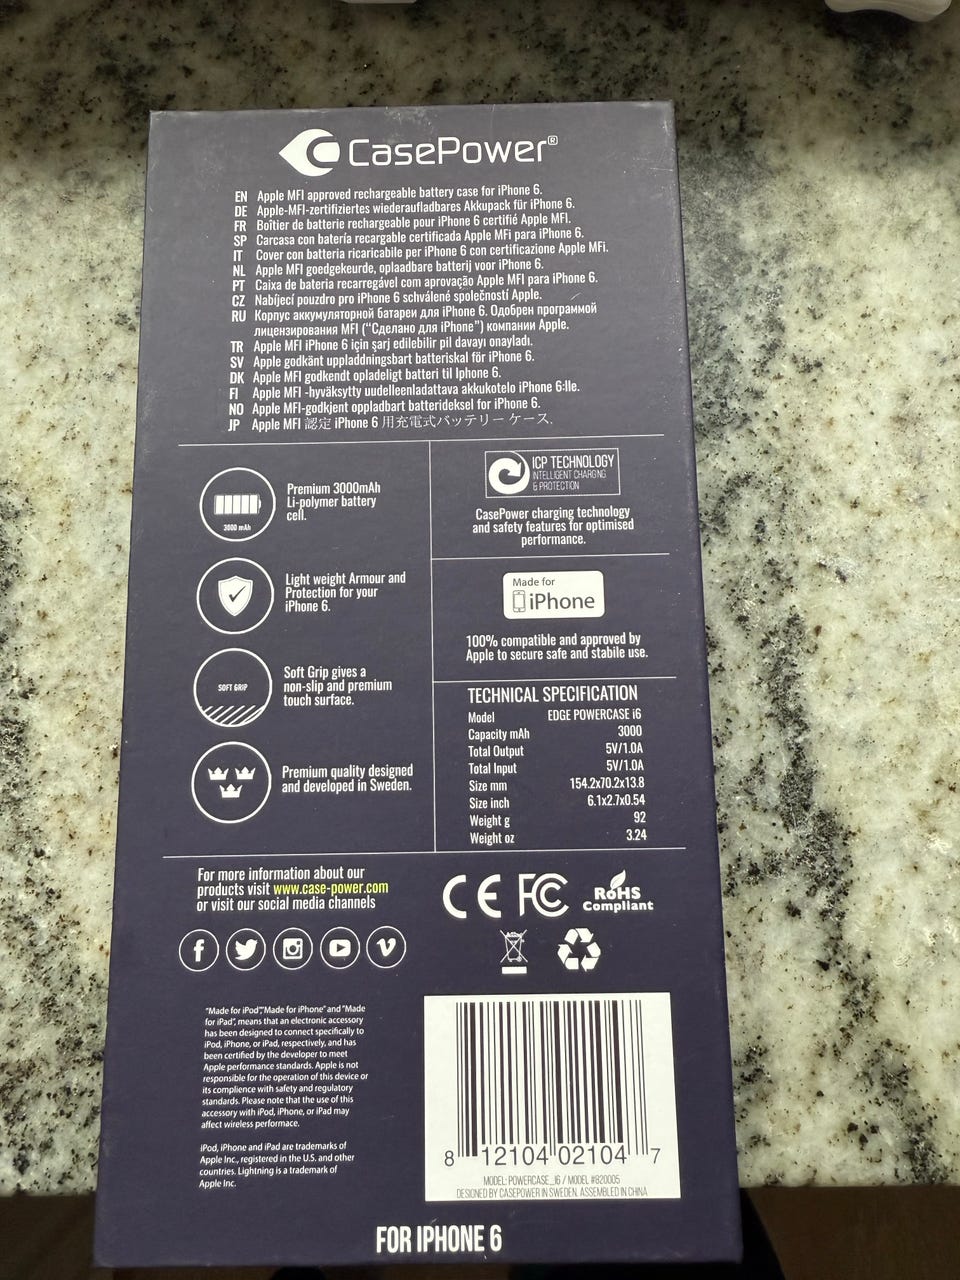 CasePower®
EN Apple MFI approved rechargeable battery case for iPhone 6.
DE Apple-MFI-zertifiziertes wiederaufladbares Akkupack für iPhone 6.
FR Boîtier de batterie rechargeable pour iPhone 6 certifié Apple MFI.
SP Carcasa con batería recargable certificada Apple MFi para iPhone 6.
IT Cover con batteria ricaricabile per iPhone 6 con certificazione Apple MFi.
NL Apple MFI goedgekeurde, oplaadbare batterij voor iPhone 6.
PT Caixa de bateria recarregável com aprovação Apple MFI para iPhone 6.
CZ Nabíjecí pouzdro pro iPhone 6 schválené společností Apple.
RU Корпус аккумуляторной батареи для iPhone 6. Одобрен программой
лицензирования MFI (“Сделано для iPhone”) компании Apple.
TR Apple MFI iPhone 6 için şarj edilebilir pil davayı onayladı.
SV Apple godkänt uppladdningsbart batteriskal för iPhone 6.
DK Apple MFI godkendt opladeligt batteri til Iphone 6.
FI Apple MFI -hyväksytty uudelleenladattava akkukotelo iPhone 6:lle.
NO Apple MFI-godkjent oppladbart batterideksel for iPhone 6.
JP Apple MFI 認定 iPhone 6 用充電式バッテリー ケース.
3000 mAh
Premium 3000mAh
Li-polymer battery
cell.
Light weight Armour and
Protection for your
iPhone 6.
SOFT GRIP
Soft Grip gives a
non-slip and premium
touch surface.
Premium quality designed
and developed in Sweden.
ICP TECHNOLOGY
INTELLIGENT CHARGING
& PROTECTION
CasePower charging technology
and safety features for optimised
performance.
Made for
iPhone
100% compatible and approved by
Apple to secure safe and stabile use.
TECHNICAL SPECIFICATION
Model EDGE POWERCASE i6
Capacity mAh 3000
Total Output 5V/1.0A
Total Input 5V/1.0A
Size mm 154.2x70.2x13.8
Size inch 6.1x2.7x0.54
Weight g 92
Weight oz 3.24
For more information about our
products visit www.case-power.com
or visit our social media channels
CE FC RoHS
Compliant
"Made for iPod","Made for iPhone" and "Made
for iPad", means that an electronic accessory
has been designed to connect specifically to
iPod, iPhone, or iPad, respectively, and has
been certified by the developer to meet
Apple performance standards. Apple is not
responsible for the operation of this device or
its compliance with safety and regulatory
standards. Please note that the use of this
accessory with iPod, iPhone, or iPad may
affect wireless performace.
iPod, iPhone and iPad are trademarks of
Apple Inc., registered in the U.S. and other
countries. Lightning is a trademark of
Apple Inc.
8 12104 02104 7
MODEL: POWERCASE_I6 / MODEL #820005
DESIGNED BY CASEPOWER IN SWEDEN, ASSEMBLED IN CHINA
FOR IPHONE 6